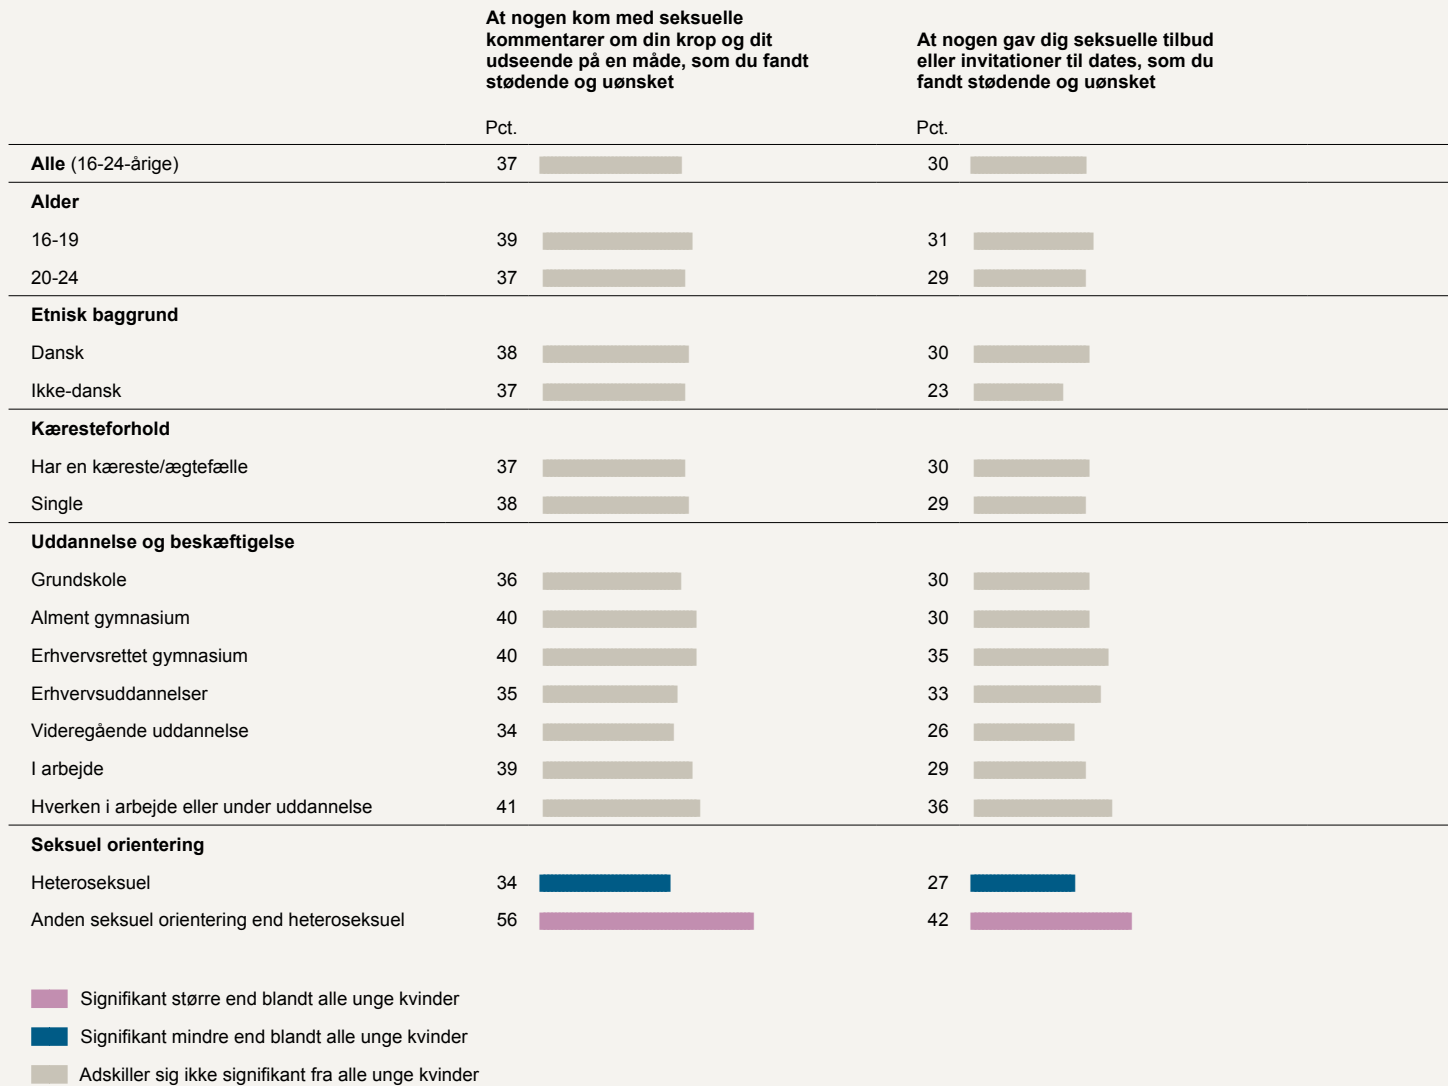 At nogen kom med seksuelle
kommentarer om din krop og dit
udseende på en måde, som du fandt
stødende og uønsket
At nogen gav dig seksuelle tilbud
eller invitationer til dates, som du
fandt stødende og uønsket
Pct. Pct.
Alle (16-24-årige) 37 30
Alder
16-19 39 31
20-24 37 29
Etnisk baggrund
Dansk 38 30
Ikke-dansk 37 23
Kæresteforhold
Har en kæreste/ægtefælle 37 30
Single 38 29
Uddannelse og beskæftigelse
Grundskole 36 30
Alment gymnasium 40 30
Erhvervsrettet gymnasium 40 35
Erhvervsuddannelser 35 33
Videregående uddannelse 34 26
I arbejde 39 29
Hverken i arbejde eller under uddannelse 41 36
Seksuel orientering
Heteroseksuel 34 27
Anden seksuel orientering end heteroseksuel 56 42
Signifikant større end blandt alle unge kvinder
Signifikant mindre end blandt alle unge kvinder
Adskiller sig ikke signifikant fra alle unge kvinder